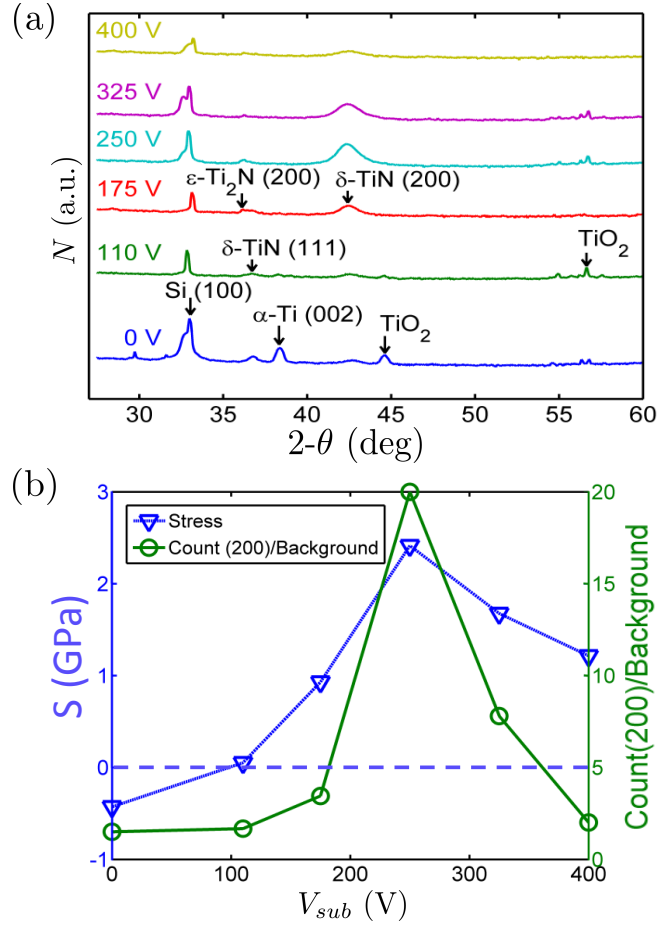 (a)
400 V
325 V
250 V
ε-Ti₂N (200) δ-TiN (200)
175 V
δ-TiN (111) TiO₂
110 V
Si (100)
α-Ti (002) TiO₂
0 V
N (a.u.)
30 35 40 45 50 55 60
2-θ (deg)
(b)
3 20
Stress
Count (200)/Background
2 15
1 10
0 5
-1 0
S (GPa)
Count(200)/Background
0 100 200 300 400
V_sub (V)